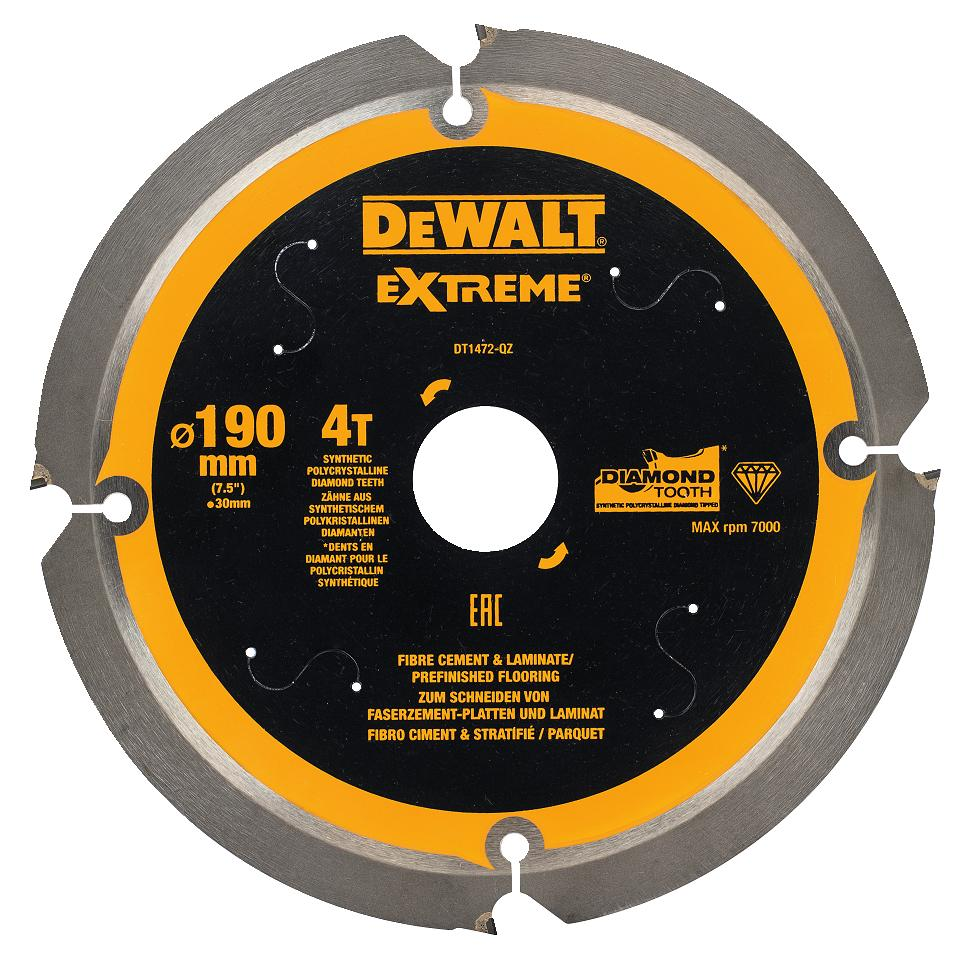 DEWALT®
EXTREME®
DT1472-QZ
Ø190
mm
(7.5")
●30mm
4T
SYNTHETIC
POLYCRYSTALLINE
DIAMOND TEETH
ZÄHNE AUS
SYNTHETISCHEM
POLYKRISTALLINEN
DIAMANTEN
*DENTS EN
DIAMANT POUR LE
POLYCRISTALLIN
SYNTHÉTIQUE
DIAMOND*
TOOTH
SYNTHETIC POLYCRYSTALLINE DIAMOND TIPPED
MAX rpm 7000
EAC
FIBRE CEMENT & LAMINATE/
PREFINISHED FLOORING
ZUM SCHNEIDEN VON
FASERZEMENT-PLATTEN UND LAMINAT
FIBRO CIMENT & STRATIFIÉ / PARQUET